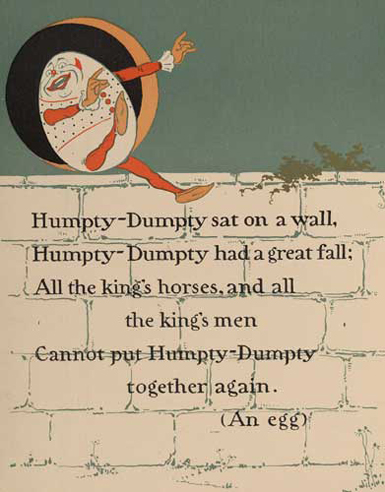 Humpty-Dumpty sat on a wall,
Humpty-Dumpty had a great fall;
All the king's horses, and all
the king's men
Cannot put Humpty-Dumpty
together again.
(An egg)